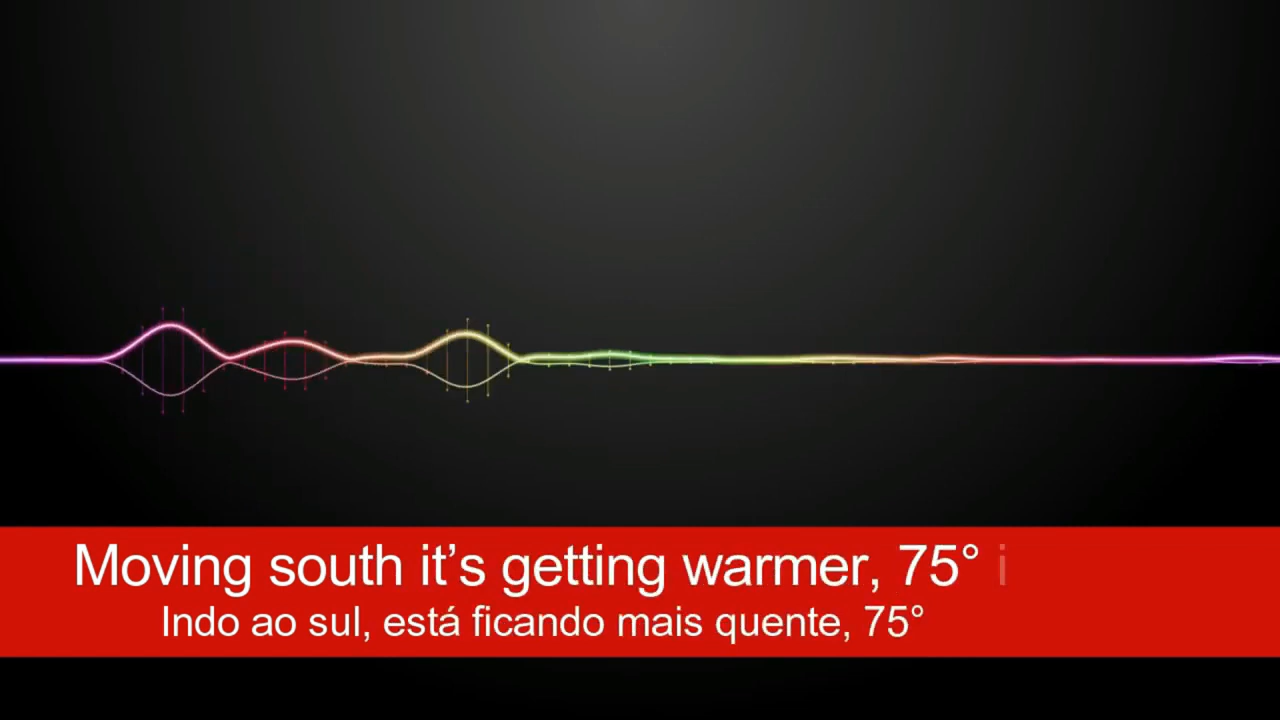 Moving south it’s getting warmer, 75° i
Indo ao sul, está ficando mais quente, 75°